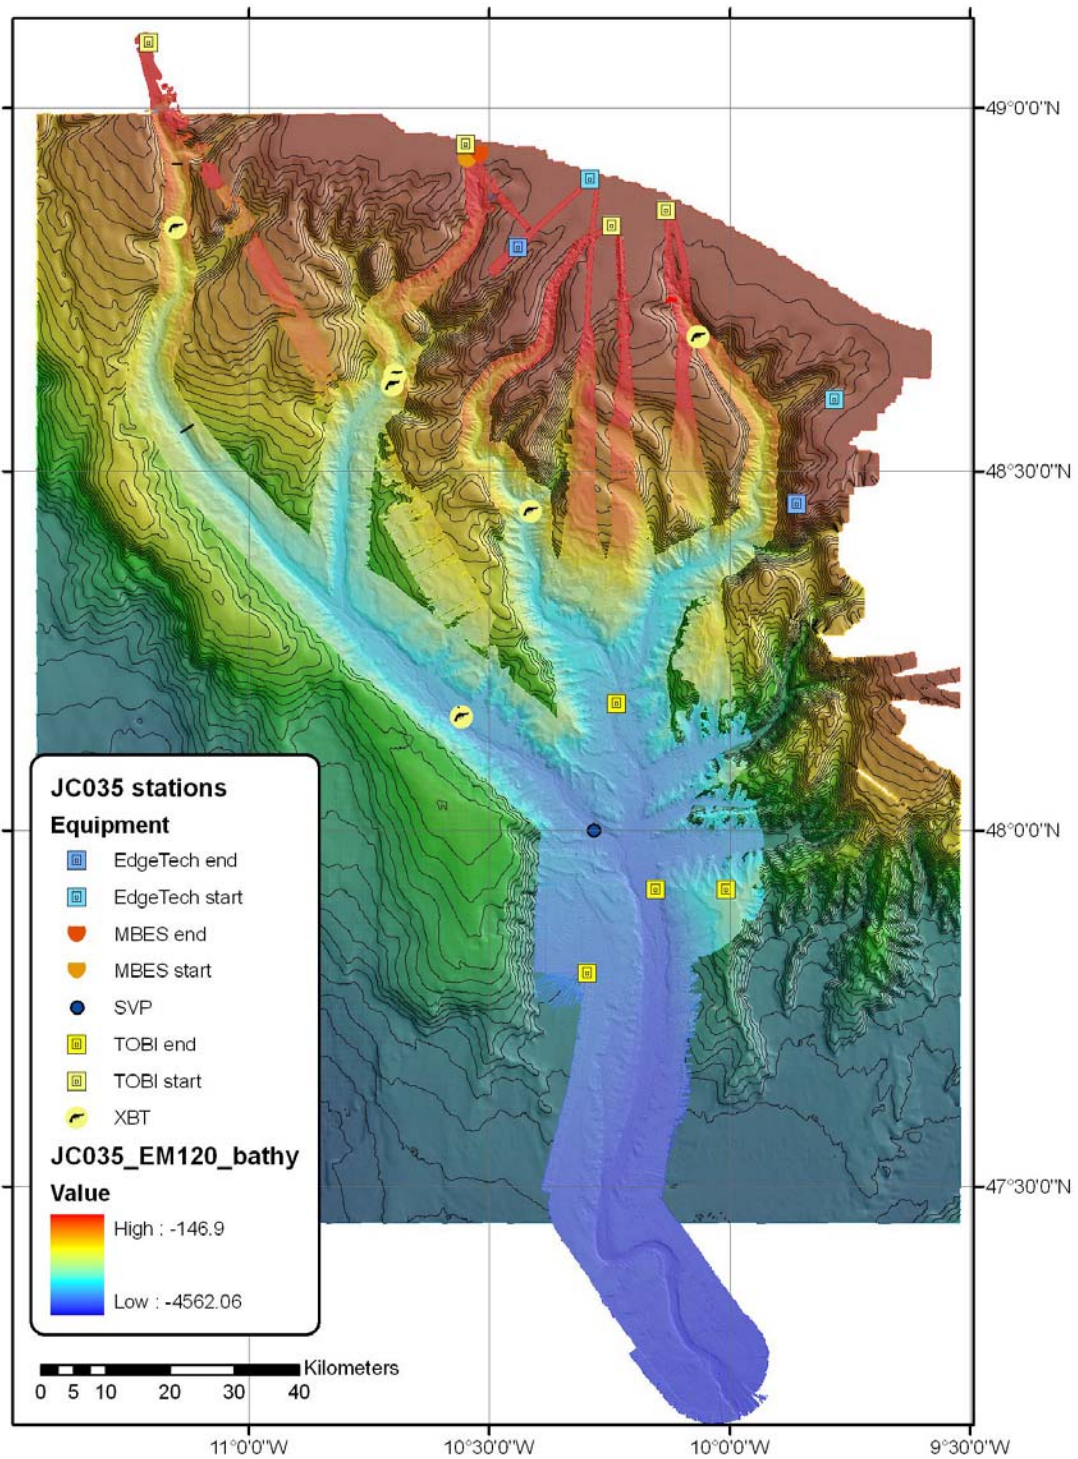 49°0'0"N
48°30'0"N
48°0'0"N
47°30'0"N
JC035 stations
Equipment
EdgeTech end
EdgeTech start
MBES end
MBES start
SVP
TOBI end
TOBI start
XBT
JC035_EM120_bathy
Value
High : -146.9
Low : -4562.06
Kilometers
0 5 10 20 30 40
11°0'0"W 10°30'0"W 10°0'0"W 9°30'0"W